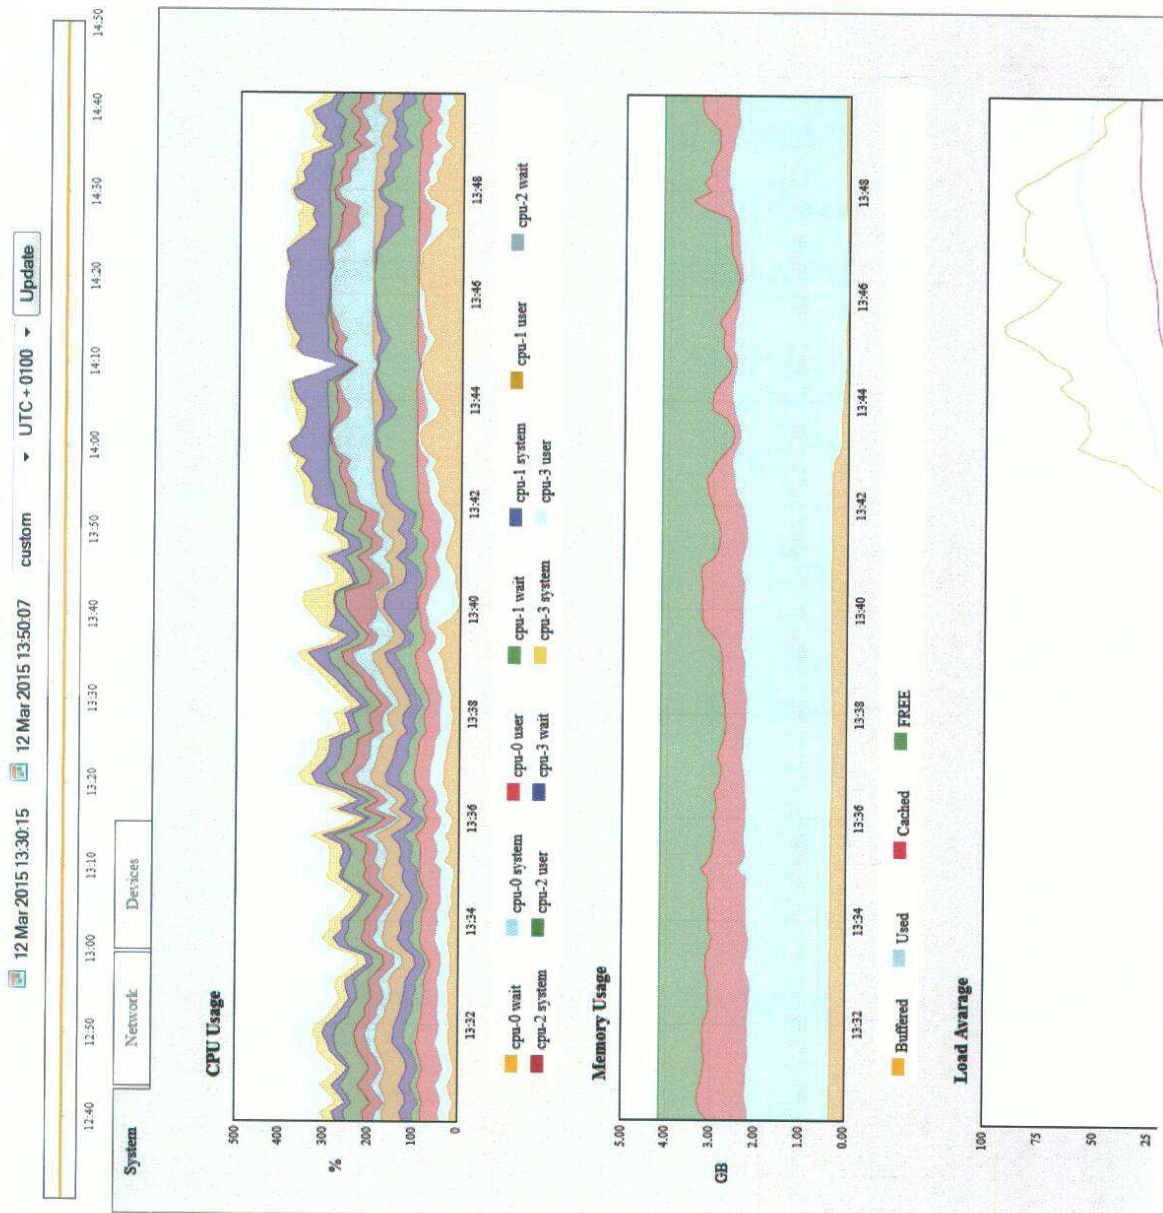 12 Mar 2015 13:30:15 12 Mar 2015 13:50:07 custom UTC + 0100 Update
12:40 12:50 13:00 13:10 13:20 13:30 13:40 13:50 14:00 14:10 14:20 14:30 14:40 14:50
System Network Devices
CPU Usage
%
500
400
300
200
100
0
13:32 13:34 13:36 13:38 13:40 13:42 13:44 13:46 13:48
cpu-0 wait cpu-0 system cpu-0 user cpu-1 wait cpu-1 system cpu-1 user cpu-2 wait
cpu-2 system cpu-2 user cpu-3 wait cpu-3 system cpu-3 user
Memory Usage
GB
5.00
4.00
3.00
2.00
1.00
0.00
13:32 13:34 13:36 13:38 13:40 13:42 13:44 13:46 13:48
Buffered Used Cached FREE
Load Avarage
100
75
50
25